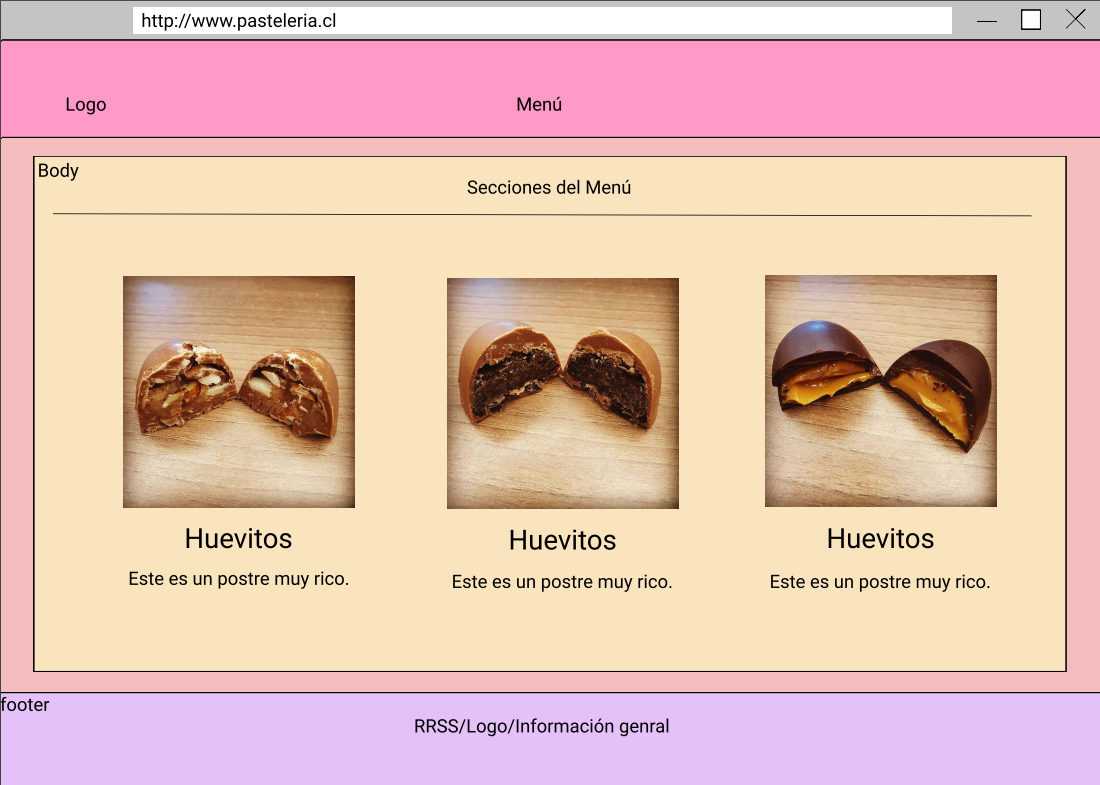 http://www.pasteleria.cl
Logo
Menú
Body
Secciones del Menú
Huevitos
Este es un postre muy rico.
Huevitos
Este es un postre muy rico.
Huevitos
Este es un postre muy rico.
footer
RRSS/Logo/Información genral